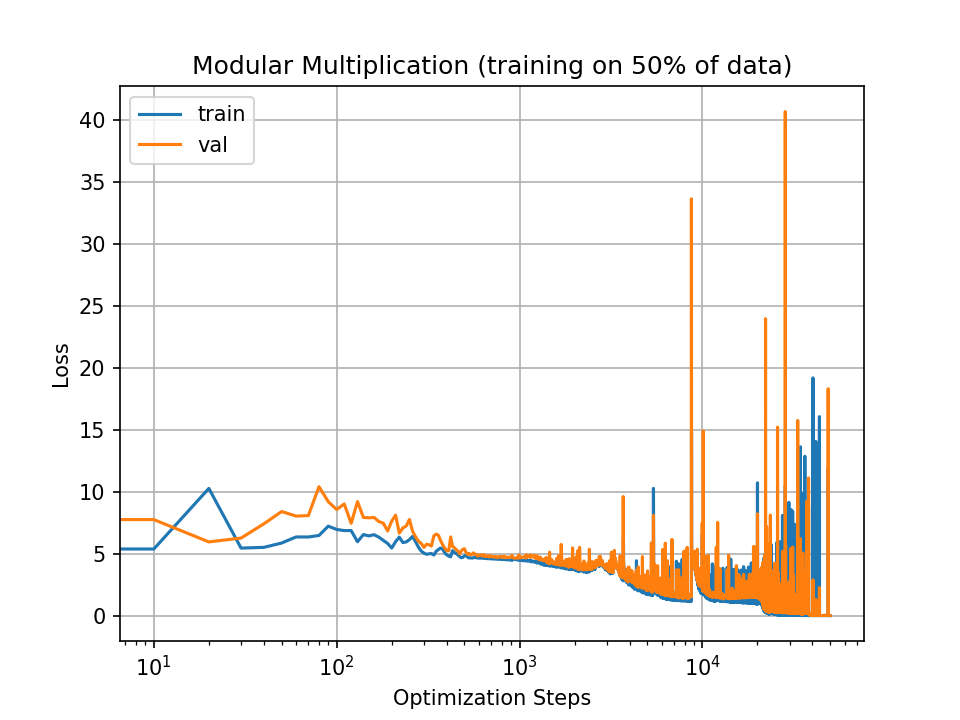 Modular Multiplication (training on 50% of data)
train
val
40
35
30
25
20
15
10
5
0
Loss
10¹ 10² 10³ 10⁴
Optimization Steps